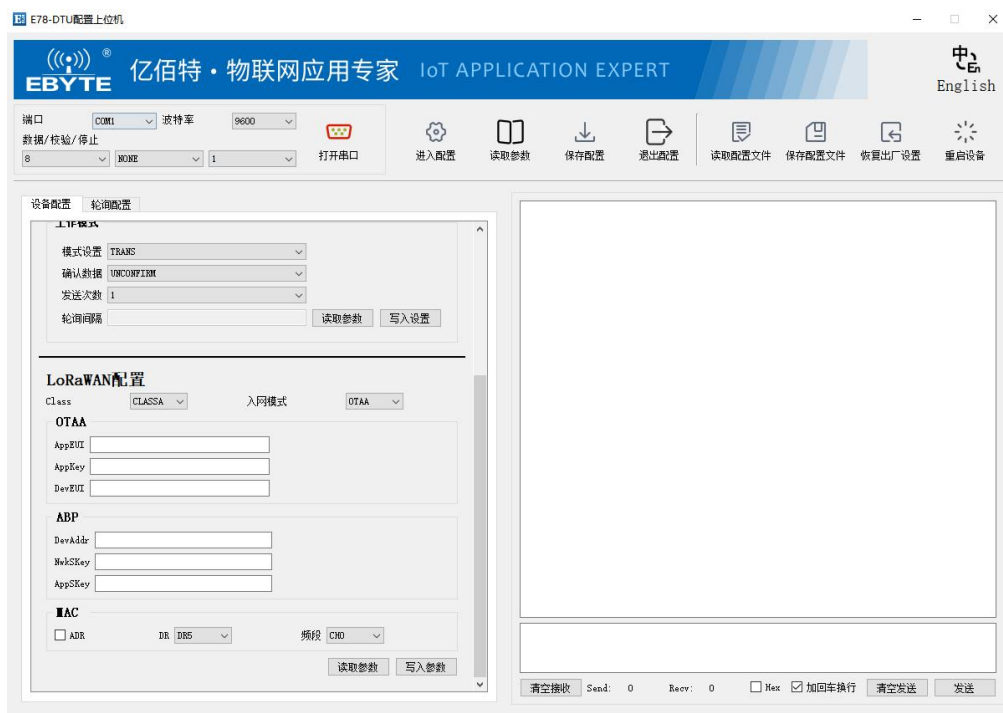 E78-DTU配置上位机
((( ))) ®
EBYTE 亿佰特·物联网应用专家 IoT APPLICATION EXPERT
中 En
English
端口 COM1 波特率 9600
数据/校验/停止
8 NONE 1
打开串口 进入配置 读取参数 保存配置 退出配置 读取配置文件 保存配置文件 恢复出厂设置 重启设备
设备配置 轮询配置
工作模式
模式设置 TRANS
确认数据 UNCONFIRM
发送次数 1
轮询间隔 读取参数 写入设置
LoRaWAN配置
Class CLASSA 入网模式 OTAA
OTAA
AppEUI
AppKey
DevEUI
ABP
DevAddr
NwkSKey
AppSKey
MAC
ADR DR DR5 频段 CH0
读取参数 写入参数
清空接收 Send: 0 Recv: 0 Hex 加回车换行 清空发送 发送